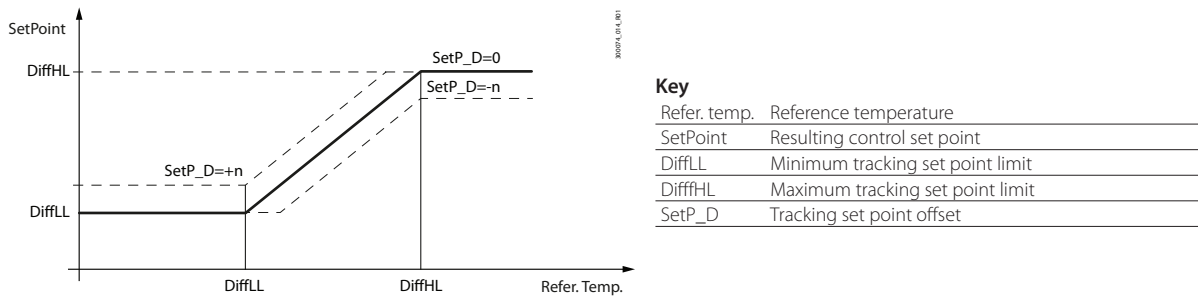 SetPoint
DiffHL
SetP_D=0
SetP_D=-n
SetP_D=+n
DiffLL
DiffLL
DiffHL
Refer. Temp.
300074_014_R01
Key
Refer. temp. Reference temperature
SetPoint Resulting control set point
DiffLL Minimum tracking set point limit
DifffHL Maximum tracking set point limit
SetP_D Tracking set point offset